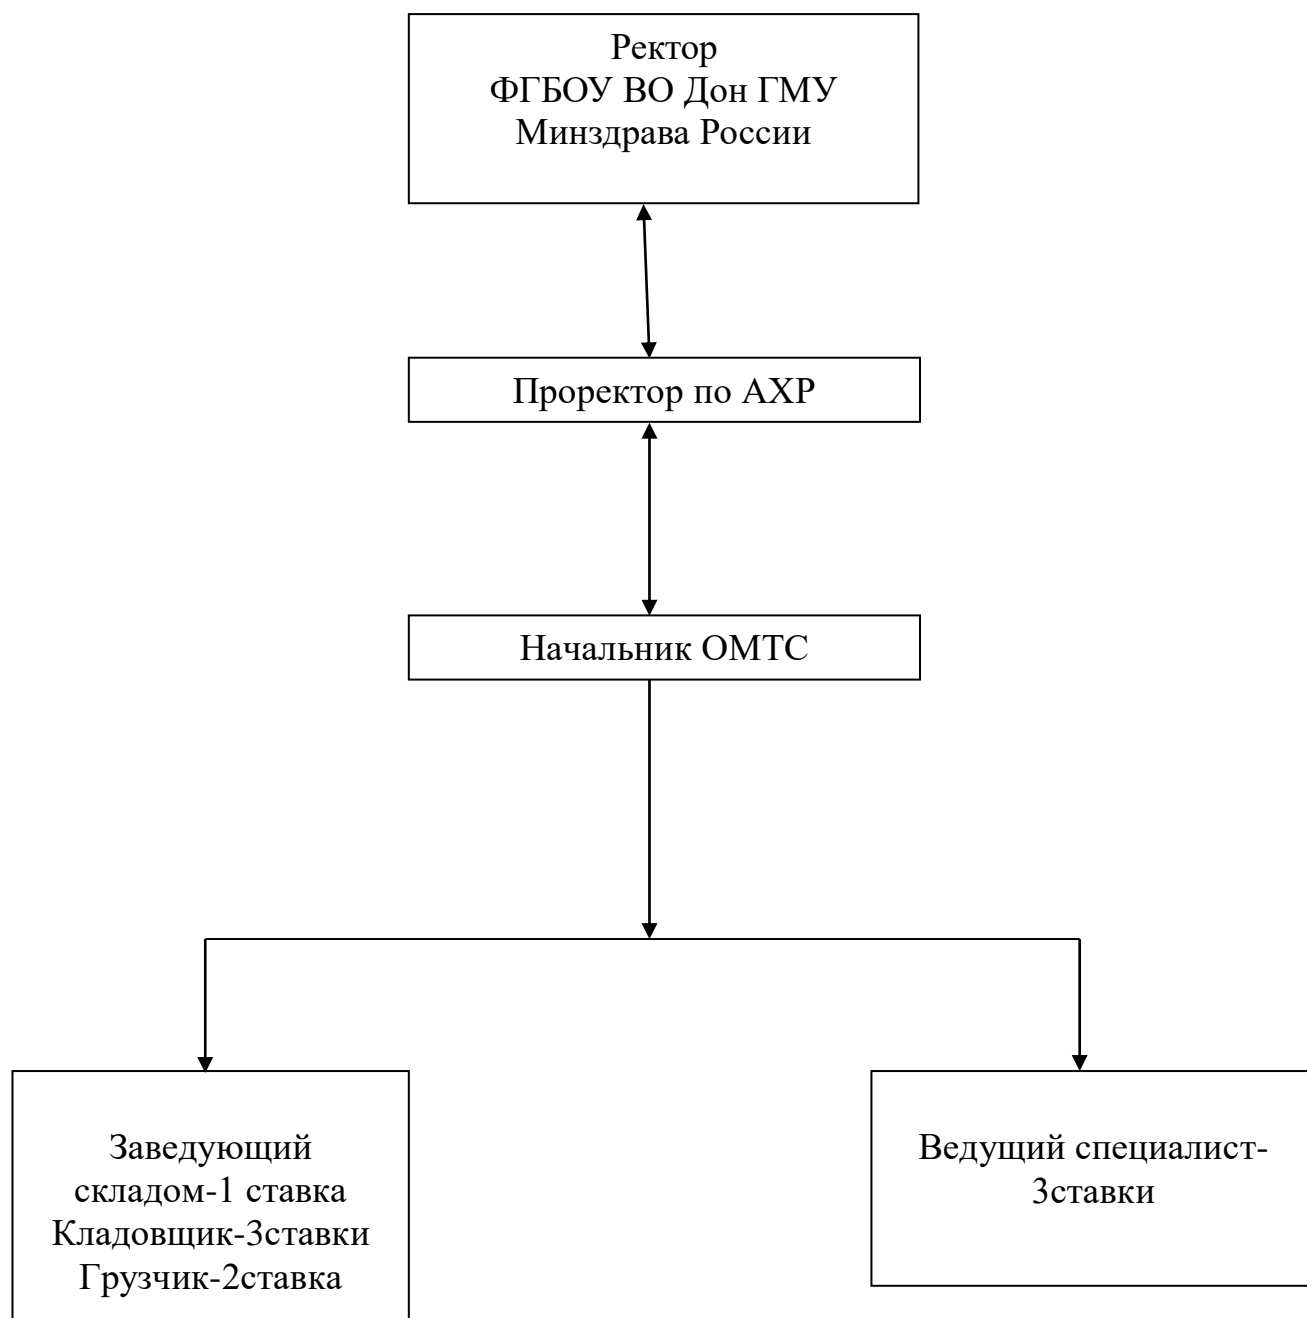 Ректор
ФГБОУ ВО Дон ГМУ
Минздрава России
Проректор по АХР
Начальник ОМТС
Заведующий
складом-1 ставка
Кладовщик-3ставки
Грузчик-2ставка
Ведущий специалист-
3ставки